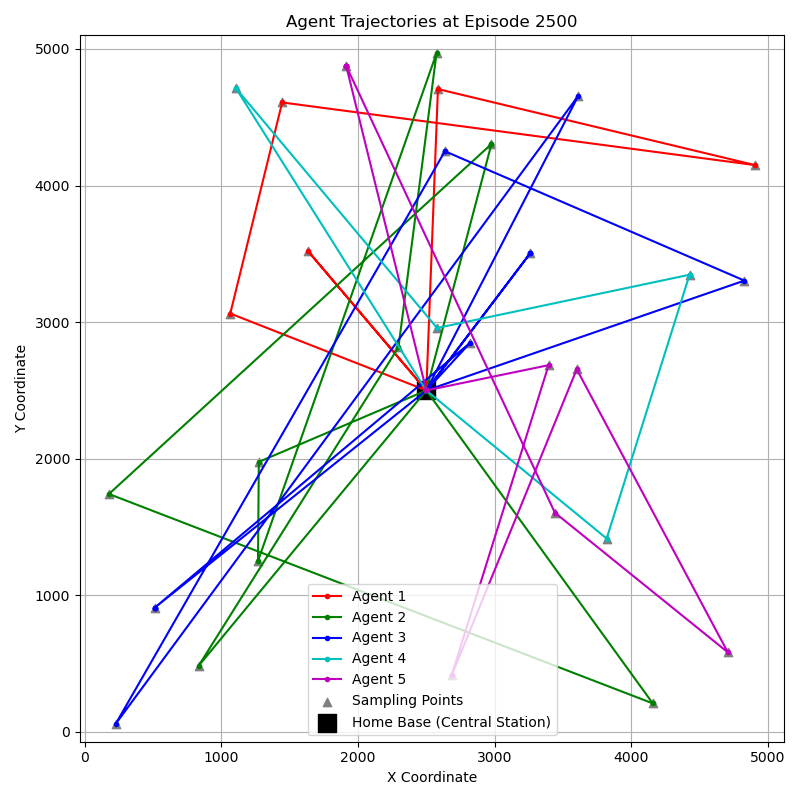 Agent Trajectories at Episode 2500
Y Coordinate
5000
4000
3000
2000
1000
0
Agent 1
Agent 2
Agent 3
Agent 4
Agent 5
Sampling Points
Home Base (Central Station)
0 1000 2000 3000 4000 5000
X Coordinate